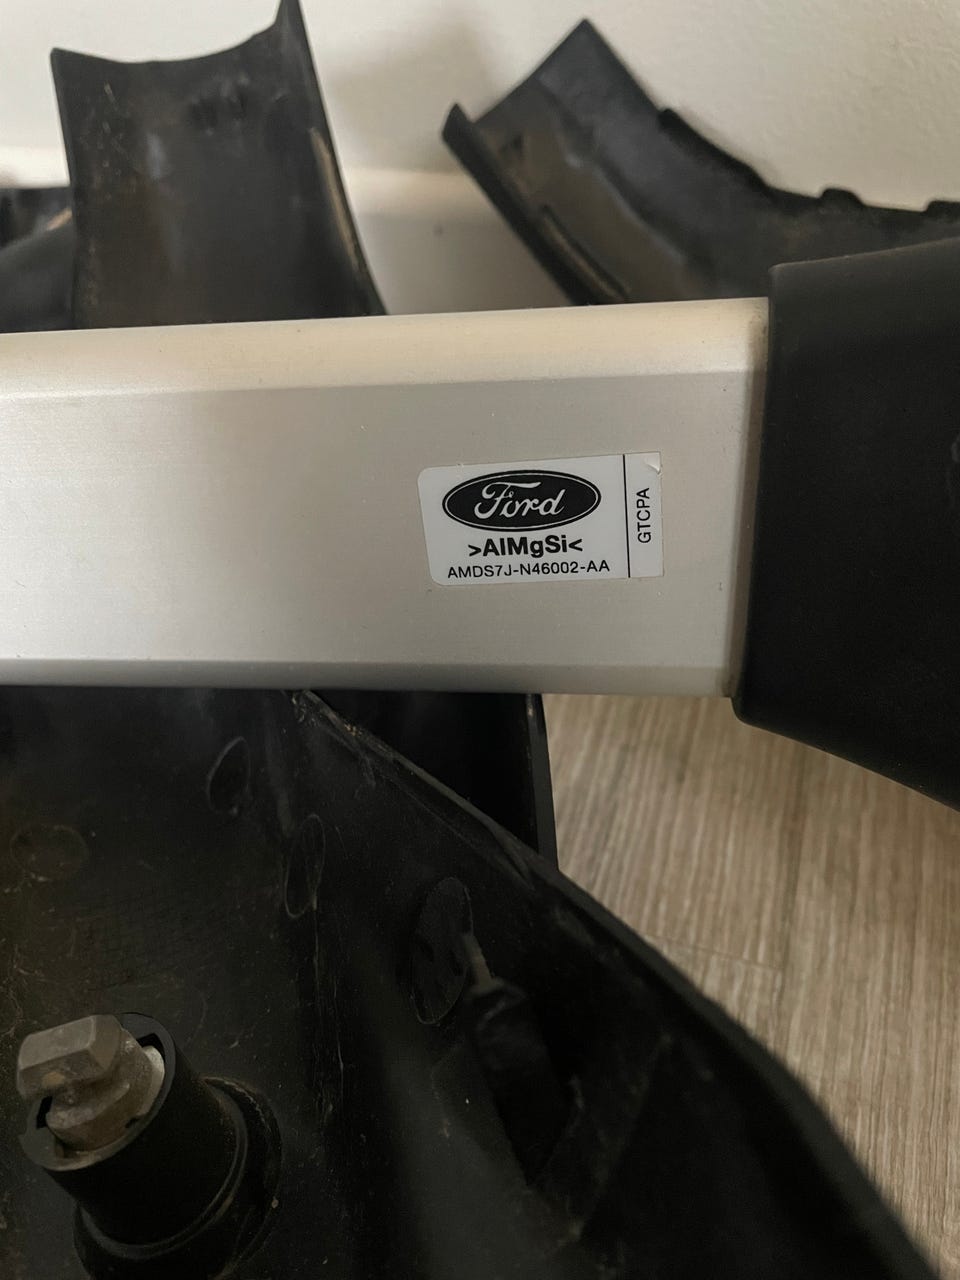 Ford
>AlMgSi<
AMDS7J-N46002-AA
GTCPA